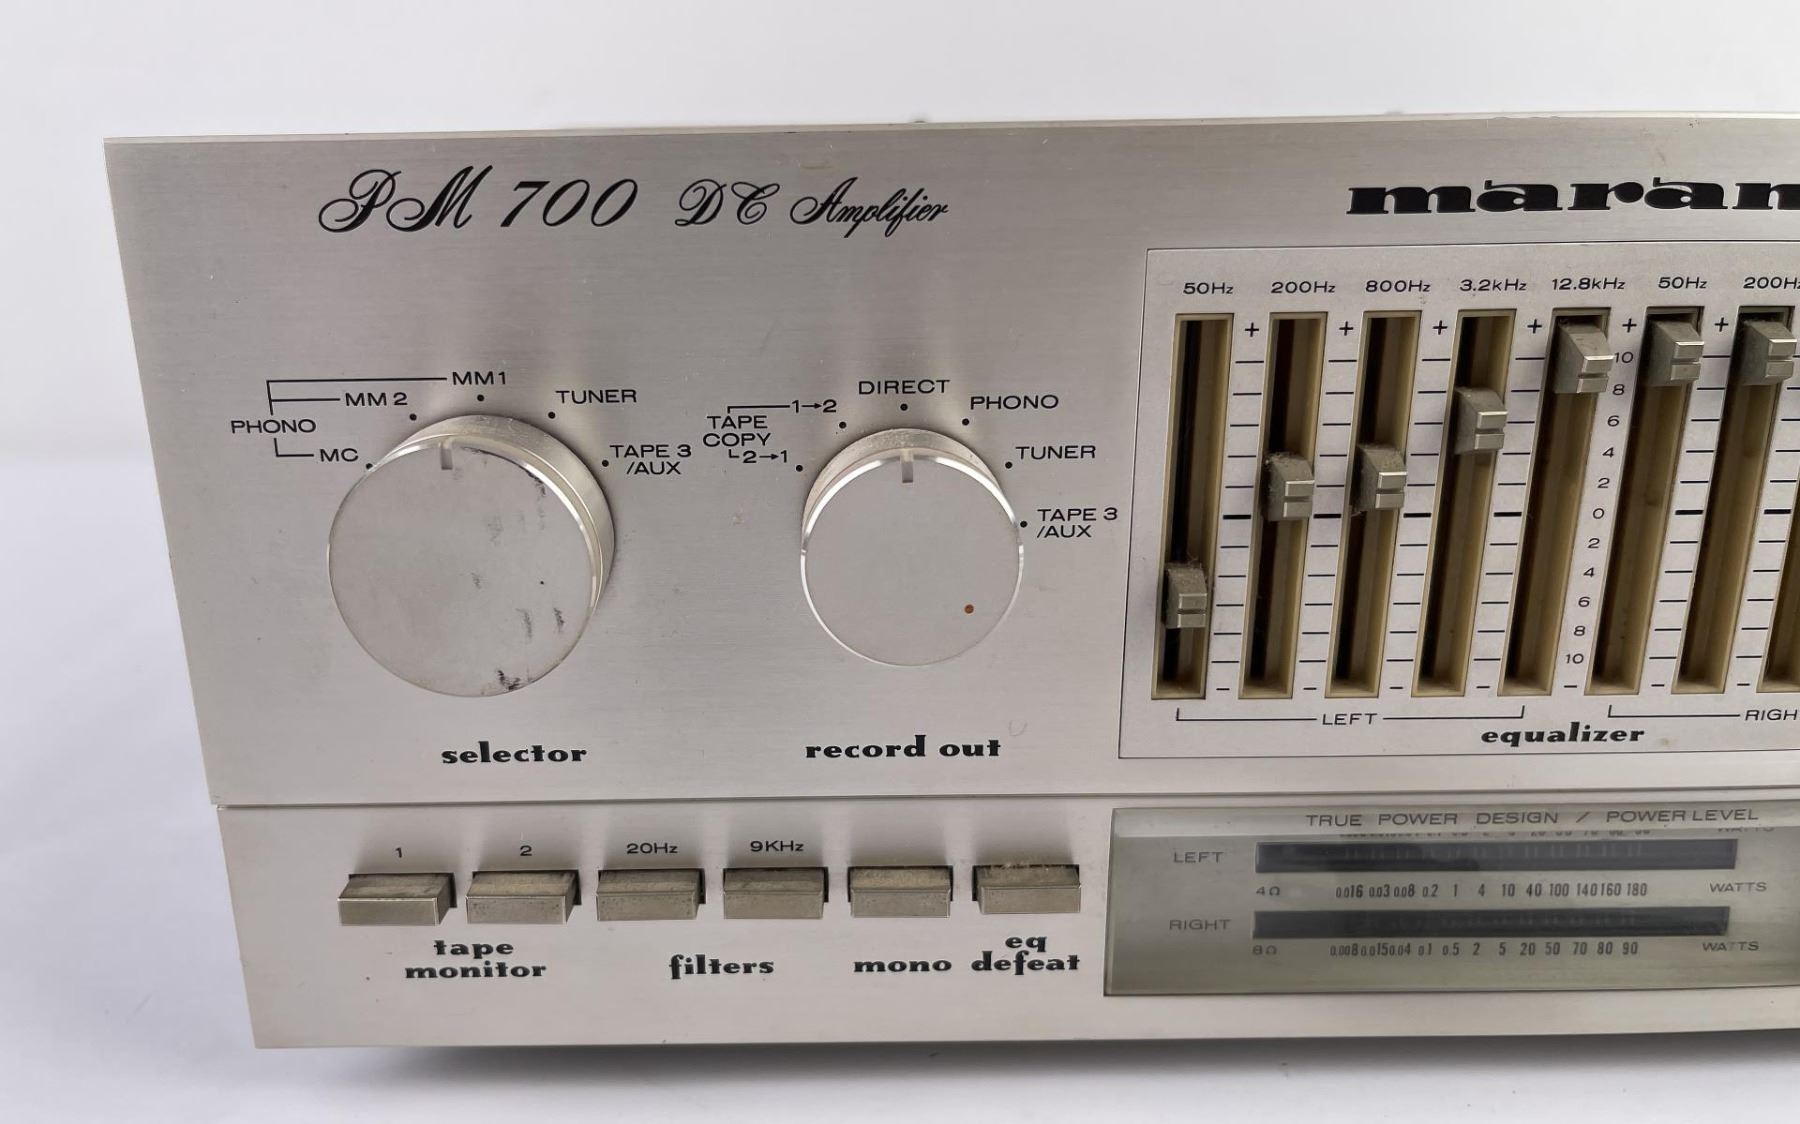 PM 700 DC Amplifier
maran
50Hz 200Hz 800Hz 3.2kHz 12.8kHz 50Hz 200Hz
+ + + + + +
10
8
6
4
2
0
2
4
6
8
10
- - - - - - -
LEFT RIGH
equalizer
MM1
MM2
PHONO
MC
TUNER
TAPE 3
/AUX
selector
DIRECT
1→2
TAPE
COPY
2→1
PHONO
TUNER
TAPE 3
/AUX
record out
1 2 20Hz 9KHz
tape
monitor
filters
mono
eq
defeat
TRUE POWER DESIGN / POWER LEVEL
LEFT
4Ω 0.016 0.03 0.08 0.2 1 4 10 40 100 140 160 180 WATTS
RIGHT
8Ω 0.008 0.015 0.04 0.1 0.5 2 5 20 50 70 80 90 WATTS